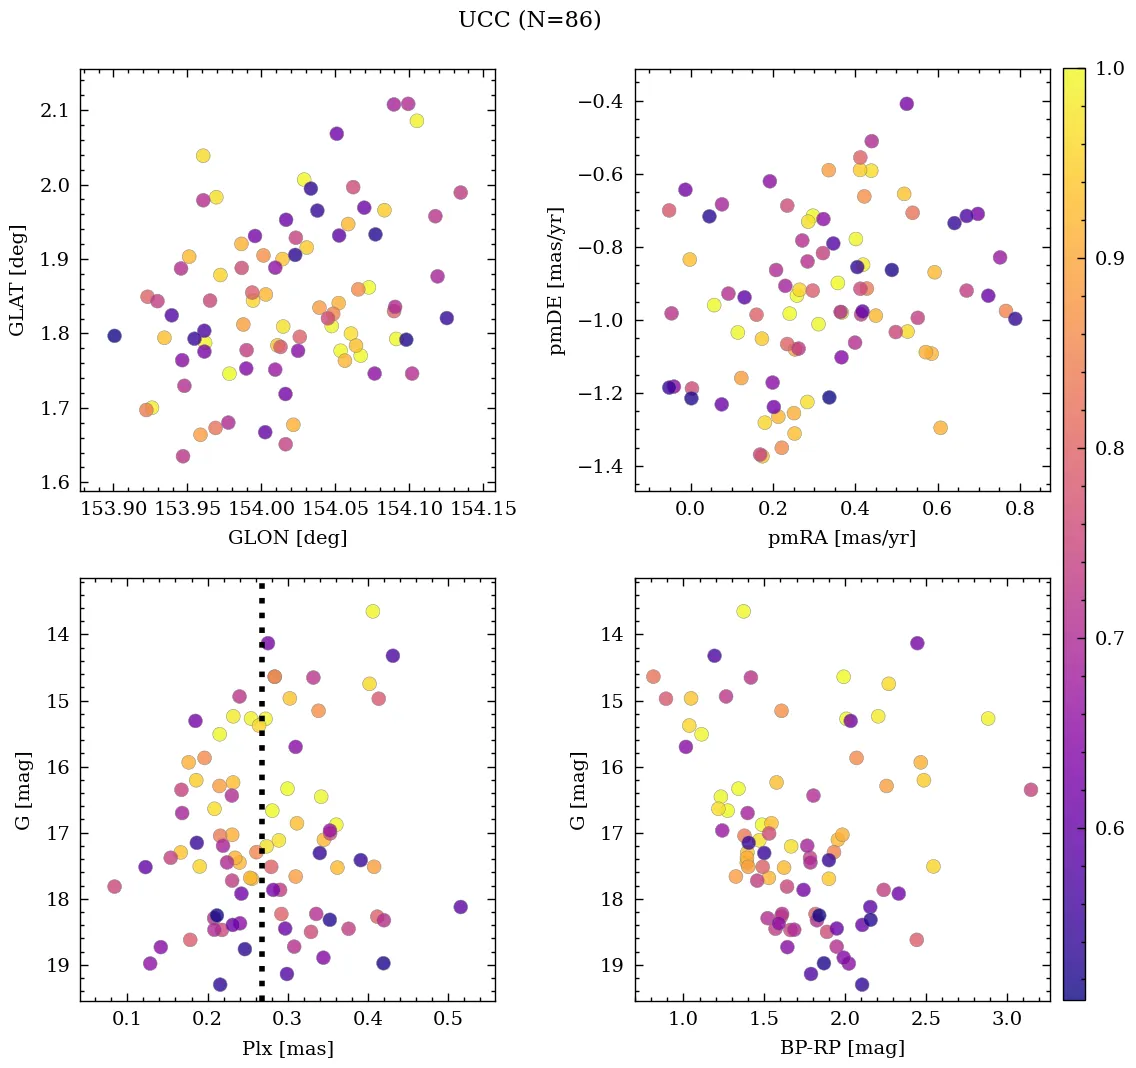 UCC (N=86)
2.1
2.0
1.9
1.8
1.7
1.6
GLAT [deg]
153.90 153.95 154.00 154.05 154.10 154.15
GLON [deg]
−0.4
−0.6
−0.8
−1.0
−1.2
−1.4
pmDE [mas/yr]
0.0 0.2 0.4 0.6 0.8
pmRA [mas/yr]
14
15
16
17
18
19
G [mag]
0.1 0.2 0.3 0.4 0.5
Plx [mas]
14
15
16
17
18
19
G [mag]
1.0 1.5 2.0 2.5 3.0
BP-RP [mag]
1.0
0.9
0.8
0.7
0.6